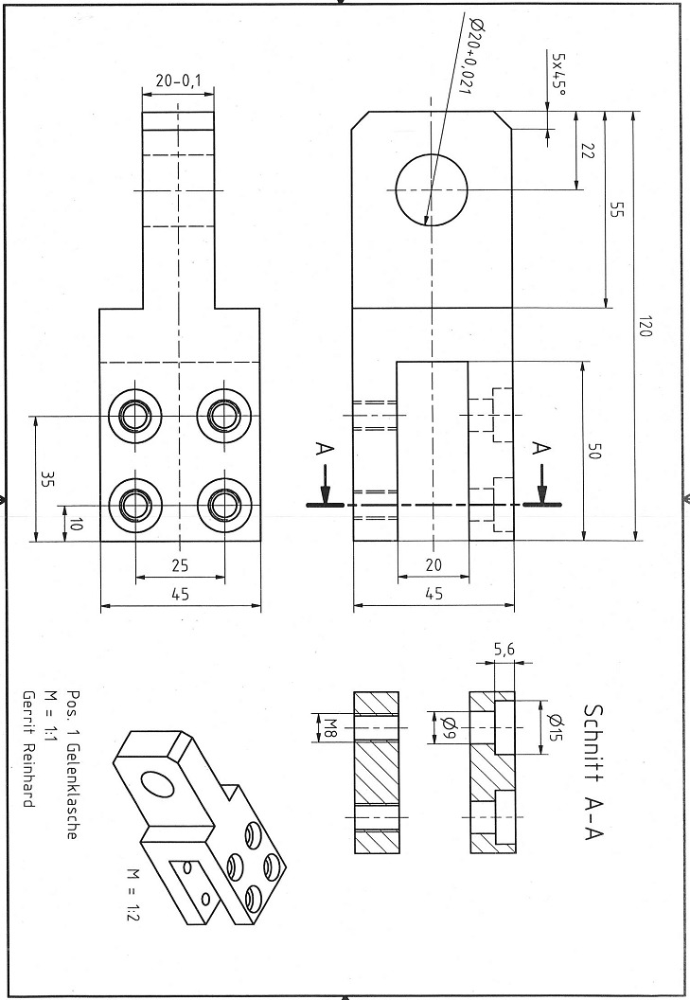 20-0,1
Ø20+0,021
5x45°
22
55
120
50
A
A
35
10
25
45
20
45
5,6
Ø15
Ø9
M8
Schnitt A-A
Pos. 1 Gelenklasche
M = 1:1
Gerrit Reinhard
M = 1:2